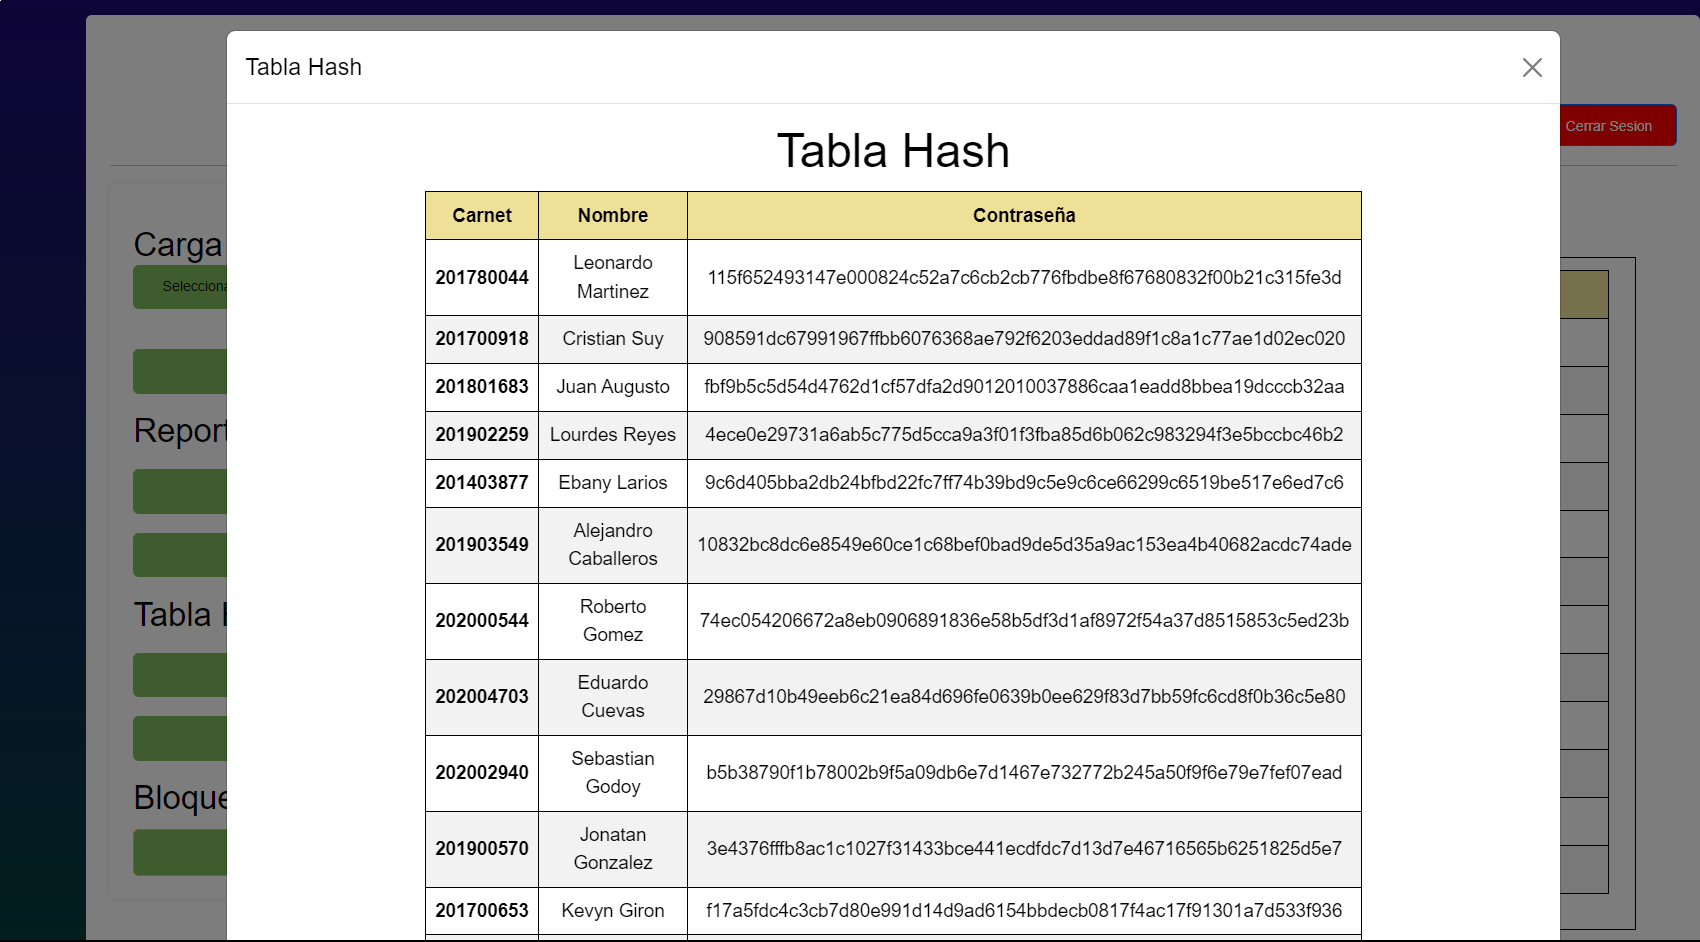 Tabla Hash
Cerrar Sesion
Tabla Hash
Carnet Nombre Contraseña
201780044 Leonardo Martinez 115f652493147e000824c52a7c6cb2cb776fbdbe8f67680832f00b21c315fe3d
201700918 Cristian Suy 908591dc67991967ffbb6076368ae792f6203eddad89f1c8a1c77ae1d02ec020
201801683 Juan Augusto fbf9b5c5d54d4762d1cf57dfa2d9012010037886caa1eadd8bbea19dcccb32aa
201902259 Lourdes Reyes 4ece0e29731a6ab5c775d5cca9a3f01f3fba85d6b062c983294f3e5bccbc46b2
201403877 Ebany Larios 9c6d405bba2db24bfbd22fc7ff74b39bd9c5e9c6ce66299c6519be517e6ed7c6
201903549 Alejandro Caballeros 10832bc8dc6e8549e60ce1c68bef0bad9de5d35a9ac153ea4b40682acdc74ade
202000544 Roberto Gomez 74ec054206672a8eb0906891836e58b5df3d1af8972f54a37d8515853c5ed23b
202004703 Eduardo Cuevas 29867d10b49eeb6c21ea84d696fe0639b0ee629f83d7bb59fc6cd8f0b36c5e80
202002940 Sebastian Godoy b5b38790f1b78002b9f5a09db6e7d1467e732772b245a50f9f6e79e7fef07ead
201900570 Jonatan Gonzalez 3e4376fffb8ac1c1027f31433bce441ecdfdc7d13d7e46716565b6251825d5e7
201700653 Kevyn Giron f17a5fdc4c3cb7d80e991d14d9ad6154bbdecb0817f4ac17f91301a7d533f936
Carga
Selecciona
Report
Tabla
Bloque